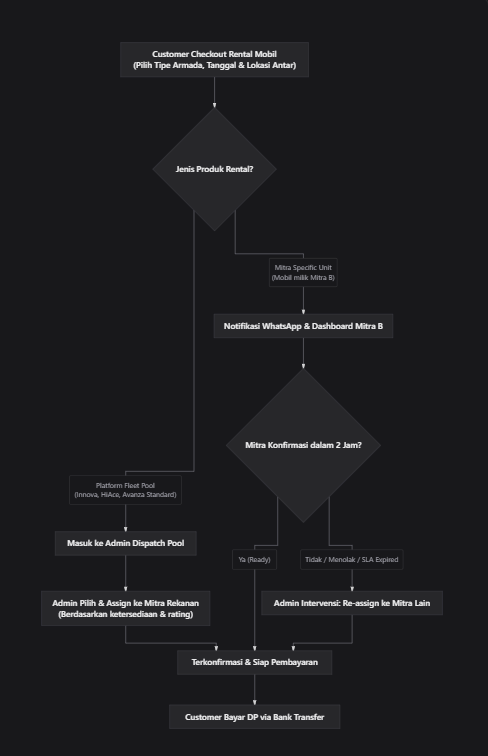 Customer Checkout Rental Mobil
(Pilih Tipe Armada, Tanggal & Lokasi Antar)
Jenis Produk Rental?
Mitra Specific Unit
(Mobil milik Mitra B)
Notifikasi WhatsApp & Dashboard Mitra B
Mitra Konfirmasi dalam 2 Jam?
Platform Fleet Pool
(Innova, HiAce, Avanza Standard)
Masuk ke Admin Dispatch Pool
Ya (Ready)
Tidak / Menolak / SLA Expired
Admin Pilih & Assign ke Mitra Rekanan
(Berdasarkan ketersediaan & rating)
Admin Intervensi: Re-assign ke Mitra Lain
Terkonfirmasi & Siap Pembayaran
Customer Bayar DP via Bank Transfer